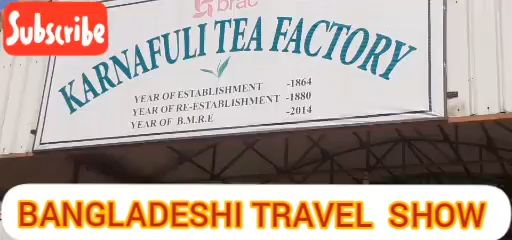 Subscribe
brac
KARNAFULI TEA FACTORY
YEAR OF ESTABLISHMENT -1864
YEAR OF RE-ESTABLISHMENT -1880
YEAR OF B.M.R.E -2014
BANGLADESHI TRAVEL SHOW